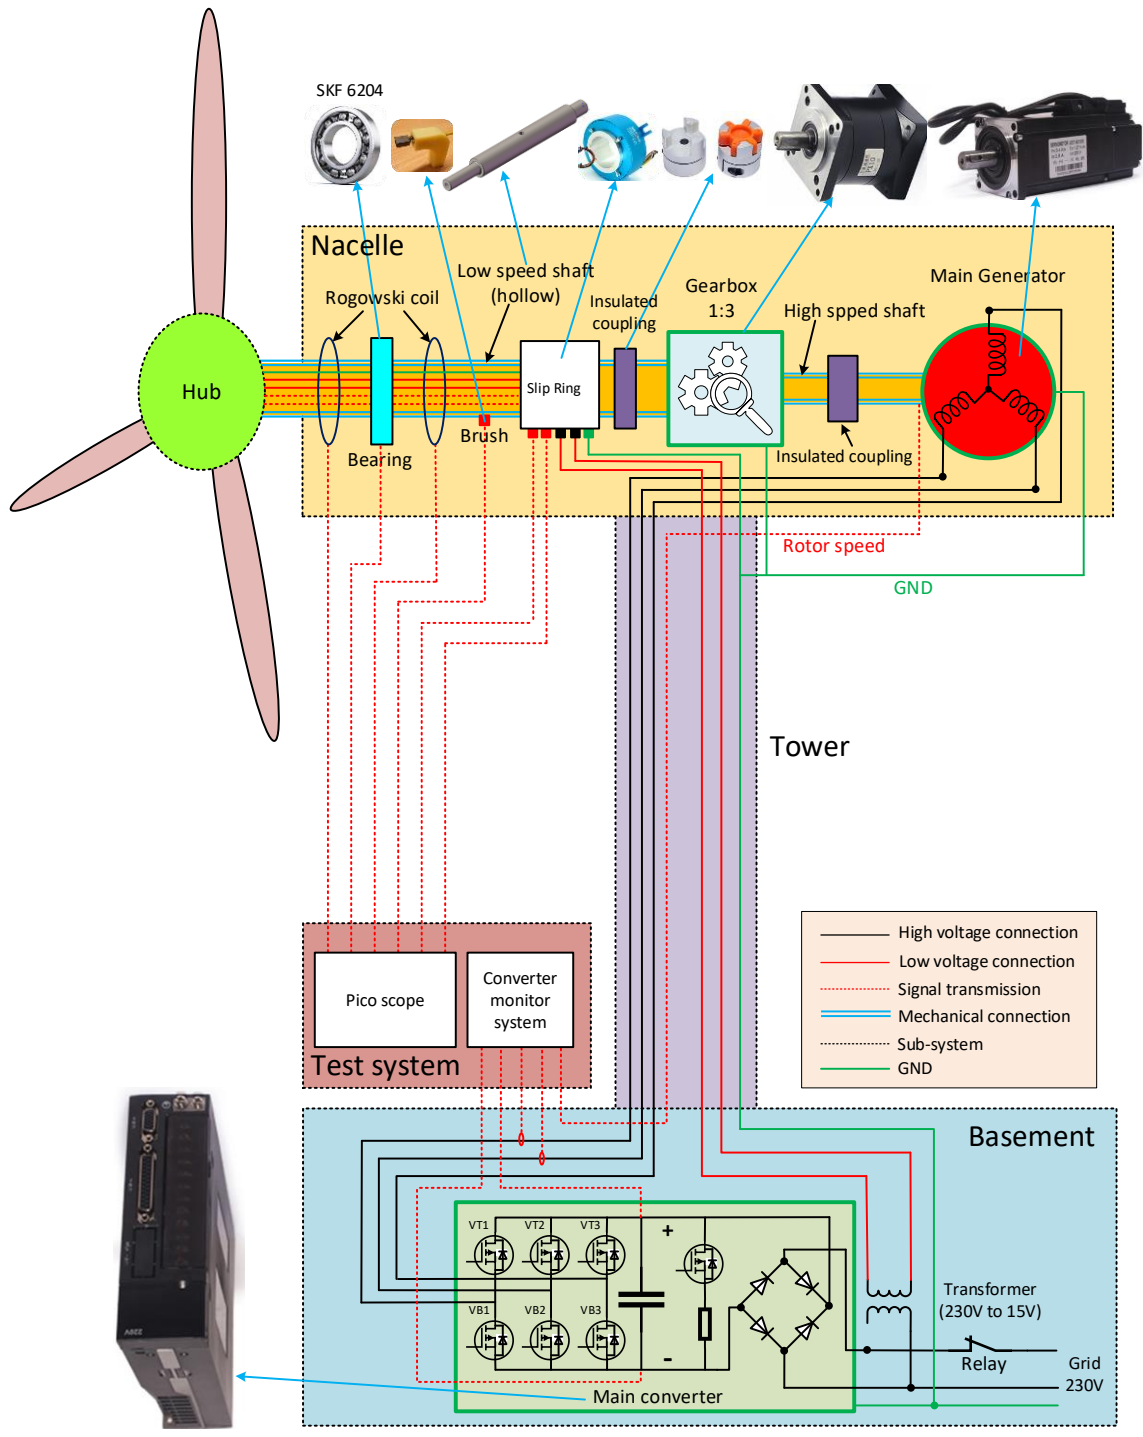 SKF 6204
Nacelle
Rogowski coil
Low speed shaft
(hollow)
Insulated
coupling
Gearbox
1:3
High spped shaft
Main Generator
Hub
Slip Ring
Bearing
Brush
Insulated coupling
Rotor speed
GND
Tower
High voltage connection
Low voltage connection
Signal transmission
Mechanical connection
Sub-system
GND
Pico scope
Converter
monitor
system
Test system
Basement
VT1
VT2
VT3
+
VB1
VB2
VB3
-
Transformer
(230V to 15V)
Relay
Grid
230V
Main converter